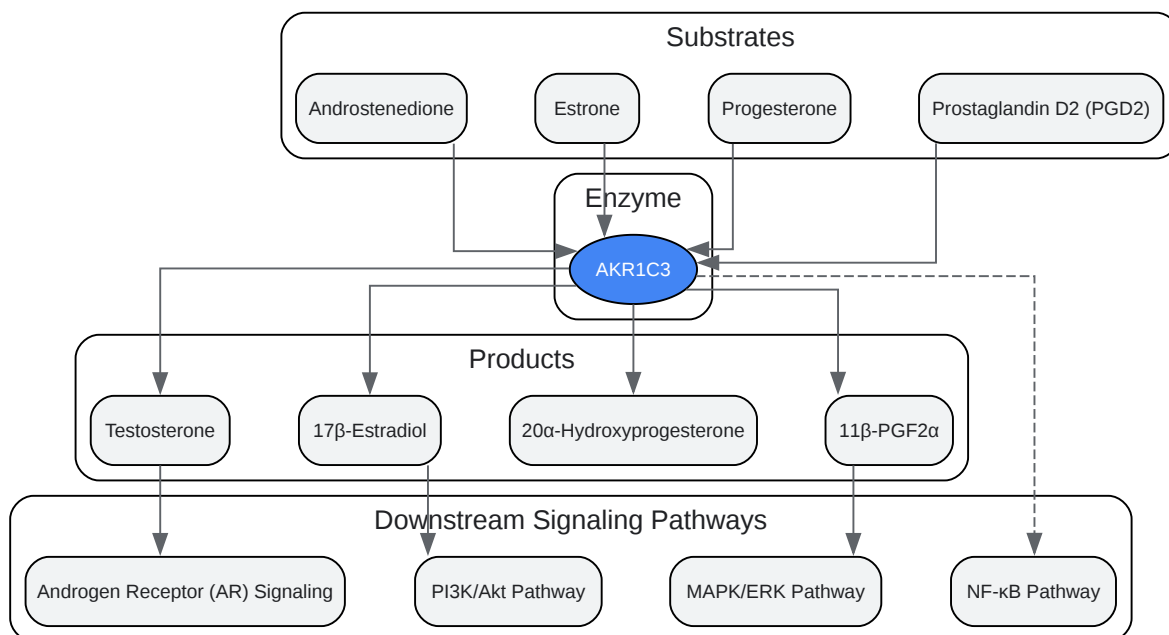 Substrates
Androstenedione
Estrone
Progesterone
Prostaglandin D2 (PGD2)
Enzyme
AKR1C3
Products
Testosterone
17β-Estradiol
20α-Hydroxyprogesterone
11β-PGF2α
Downstream Signaling Pathways
Androgen Receptor (AR) Signaling
PI3K/Akt Pathway
MAPK/ERK Pathway
NF-κB Pathway